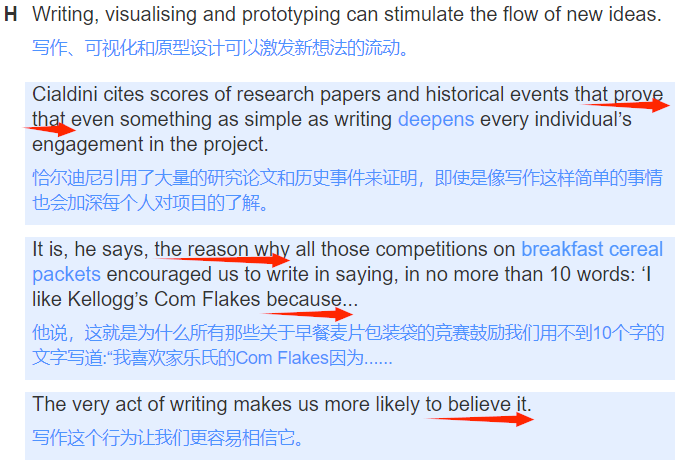 H Writing, visualising and prototyping can stimulate the flow of new ideas.
写作、可视化和原型设计可以激发新想法的流动。
Cialdini cites scores of research papers and historical events that prove
that even something as simple as writing deepens every individual's
engagement in the project.
恰尔迪尼引用了大量的研究论文和历史事件来证明，即使是像写作这样简单的事情
也会加深每个人对项目的了解。
It is, he says, the reason why all those competitions on breakfast cereal
packets encouraged us to write in saying, in no more than 10 words: ‘I
like Kellogg’s Com Flakes because...
他说，这就是为什么所有那些关于早餐麦片包装袋的竞赛鼓励我们用不到10个字的
文字写道:“我喜欢家乐氏的Com Flakes因为......
The very act of writing makes us more likely to believe it.
写作这个行为让我们更容易相信它。